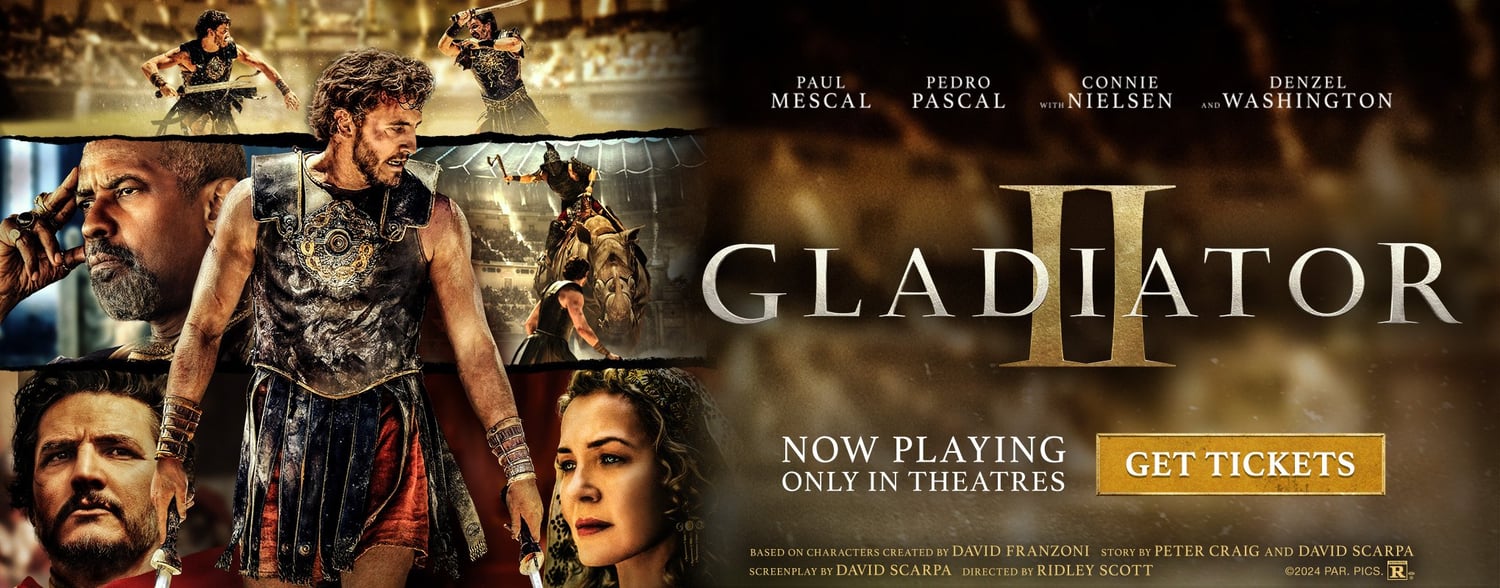 PAUL MESCAL
PEDRO PASCAL
CONNIE WITH NIELSEN
DENZEL AND WASHINGTON
II
GLADIATOR
NOW PLAYING
ONLY IN THEATRES
GET TICKETS
BASED ON CHARACTERS CREATED BY DAVID FRANZONI STORY BY PETER CRAIG AND DAVID SCARPA
SCREENPLAY BY DAVID SCARPA DIRECTED BY RIDLEY SCOTT
©2024 PAR. PICS. R